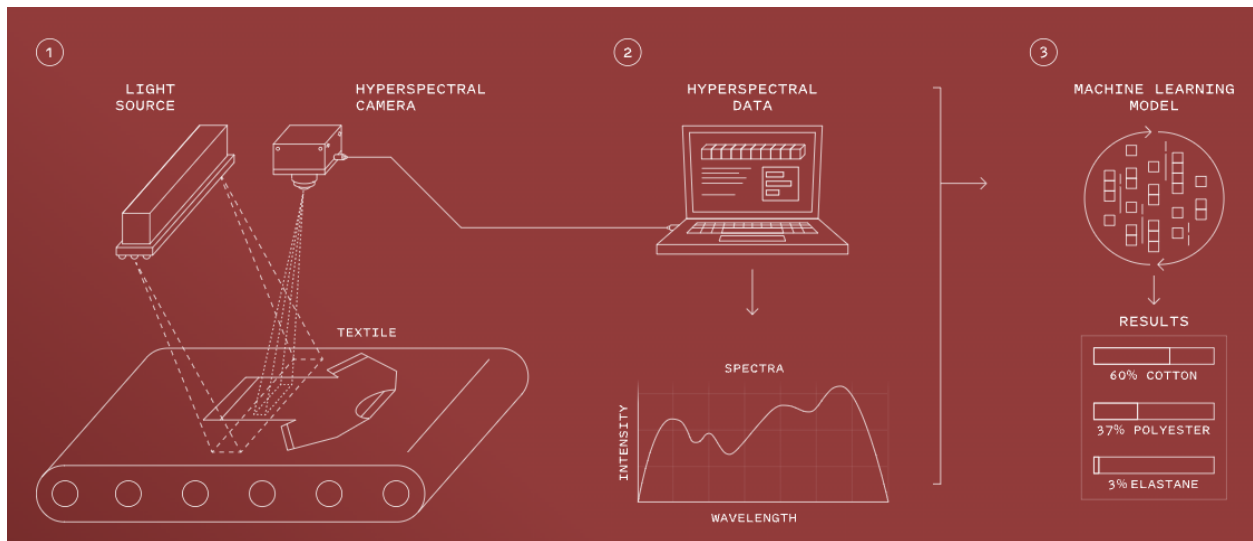 1
LIGHT
SOURCE
HYPERSPECTRAL
CAMERA
TEXTILE
2
HYPERSPECTRAL
DATA
SPECTRA
INTENSITY
WAVELENGTH
3
MACHINE LEARNING
MODEL
RESULTS
60% COTTON
37% POLYESTER
3% ELASTANE